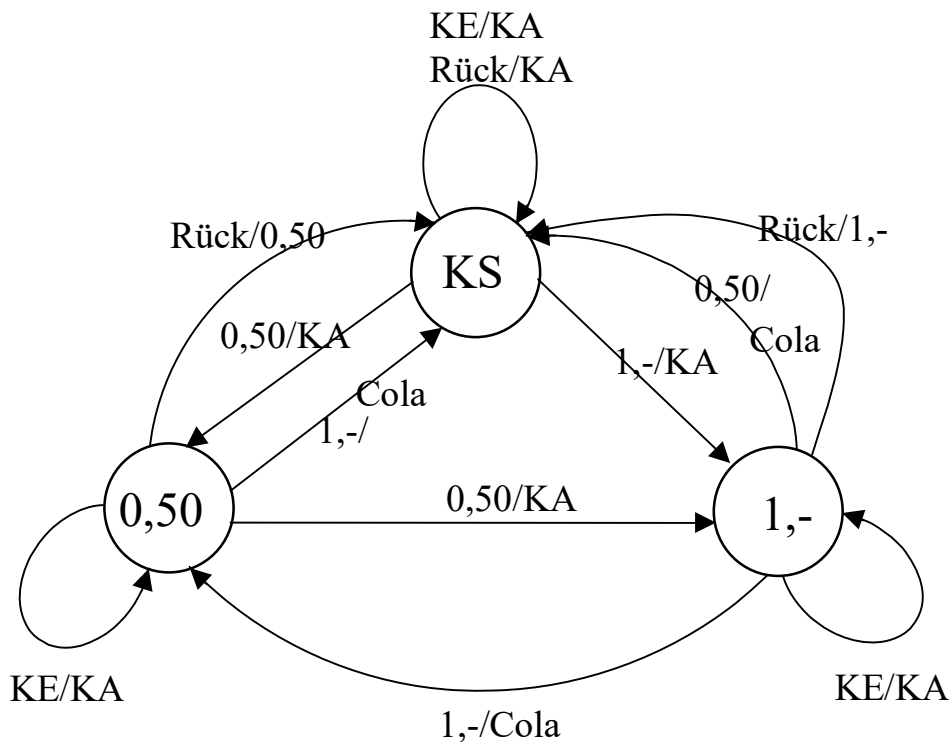 KE/KA
Rück/KA
Rück/0,50
Rück/1,-
KS
0,50/
Cola
0,50/KA
1,-/KA
Cola
1,-/
0,50
0,50/KA
1,-
KE/KA
KE/KA
1,-/Cola